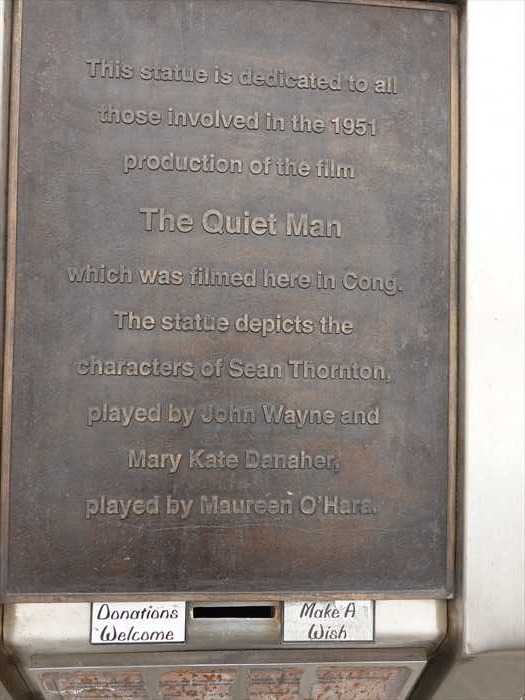 This statue is dedicated to all
those involved in the 1951
production of the film
The Quiet Man
which was filmed here in Cong.
The statue depicts the
characters of Sean Thornton,
played by John Wayne and
Mary Kate Danaher,
played by Maureen O'Hara.
Donations
Welcome
Make A
Wish